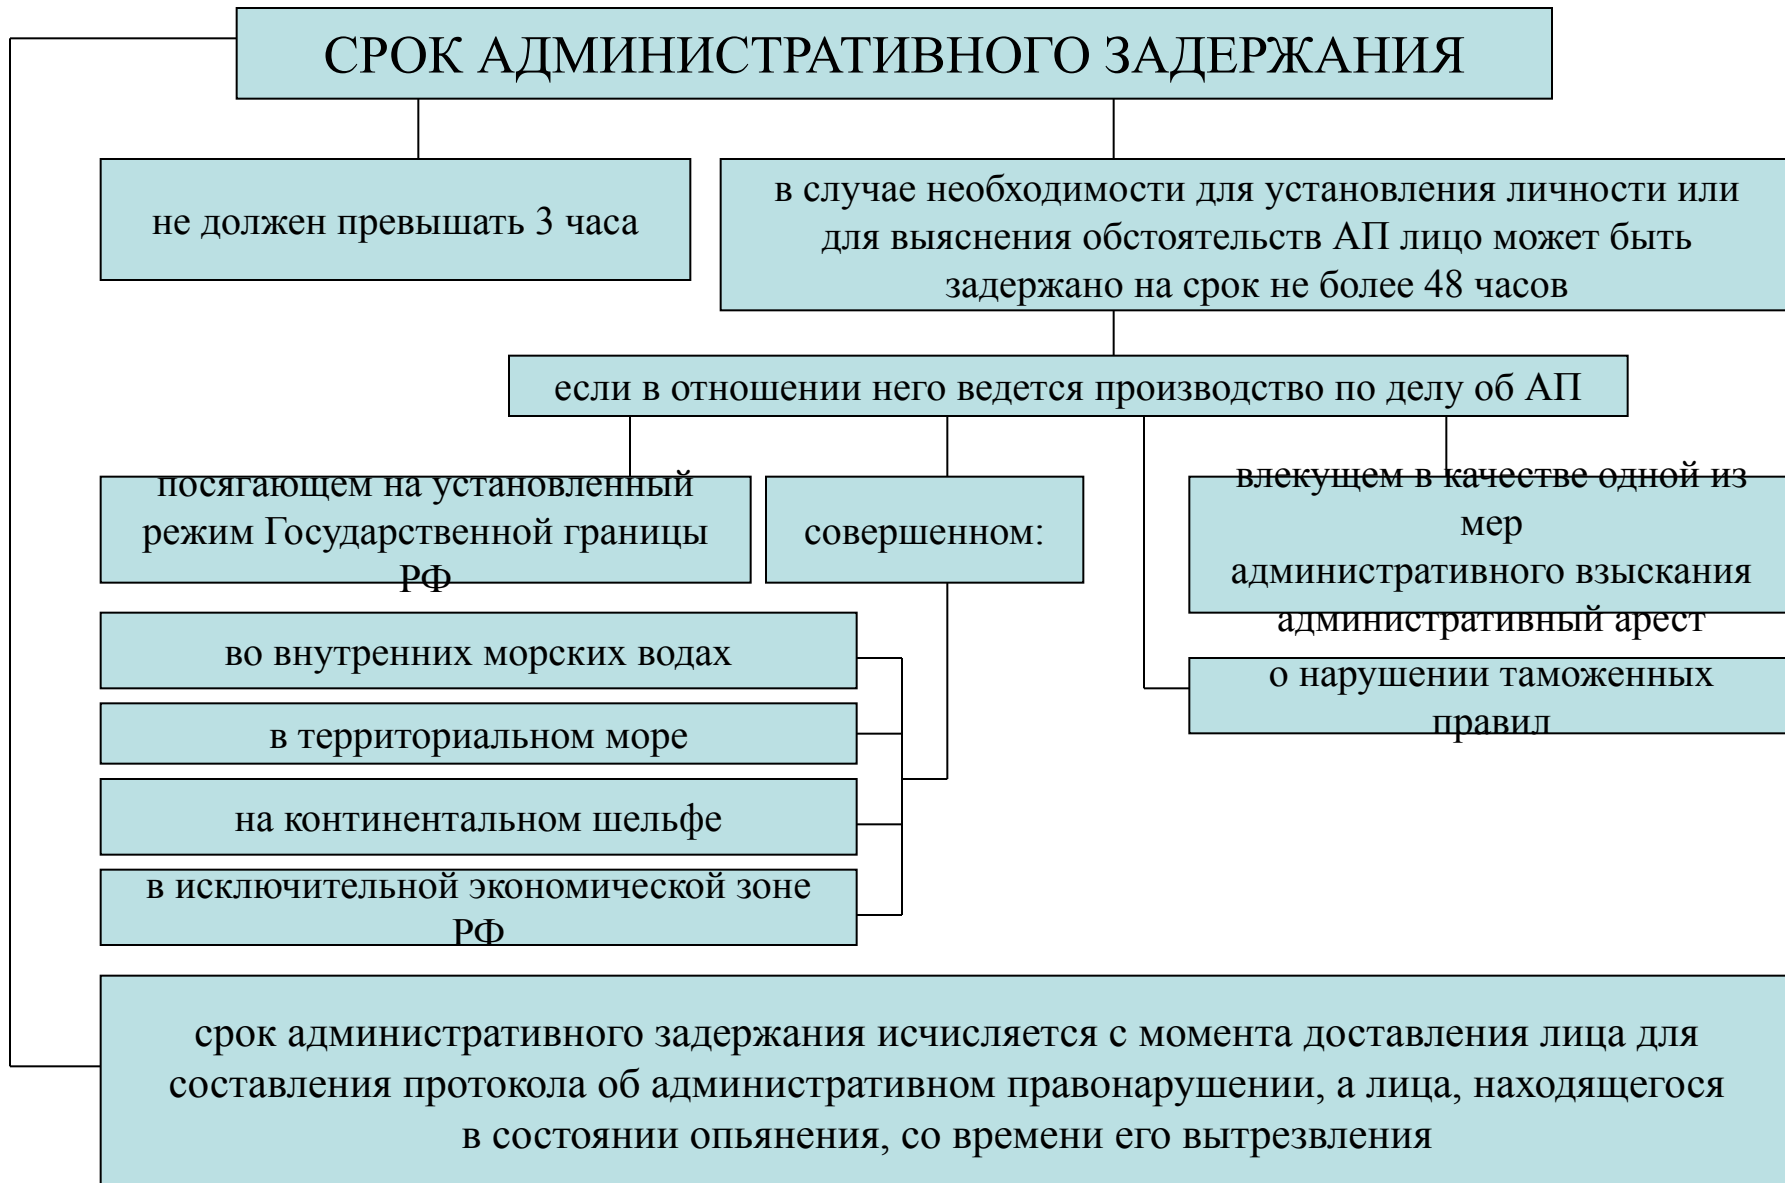 СРОК АДМИНИСТРАТИВНОГО ЗАДЕРЖАНИЯ
не должен превышать 3 часа
в случае необходимости для установления личности или
для выяснения обстоятельств АП лицо может быть
задержано на срок не более 48 часов
если в отношении него ведется производство по делу об АП
посягающем на установленный
режим Государственной границы
РФ
совершенном:
влекущем в качестве одной из
мер
административного взыскания
административный арест
во внутренних морских водах
в территориальном море
на континентальном шельфе
в исключительной экономической зоне
РФ
о нарушении таможенных
правил
срок административного задержания исчисляется с момента доставления лица для
составления протокола об административном правонарушении, а лица, находящегося
в состоянии опьянения, со времени его вытрезвления